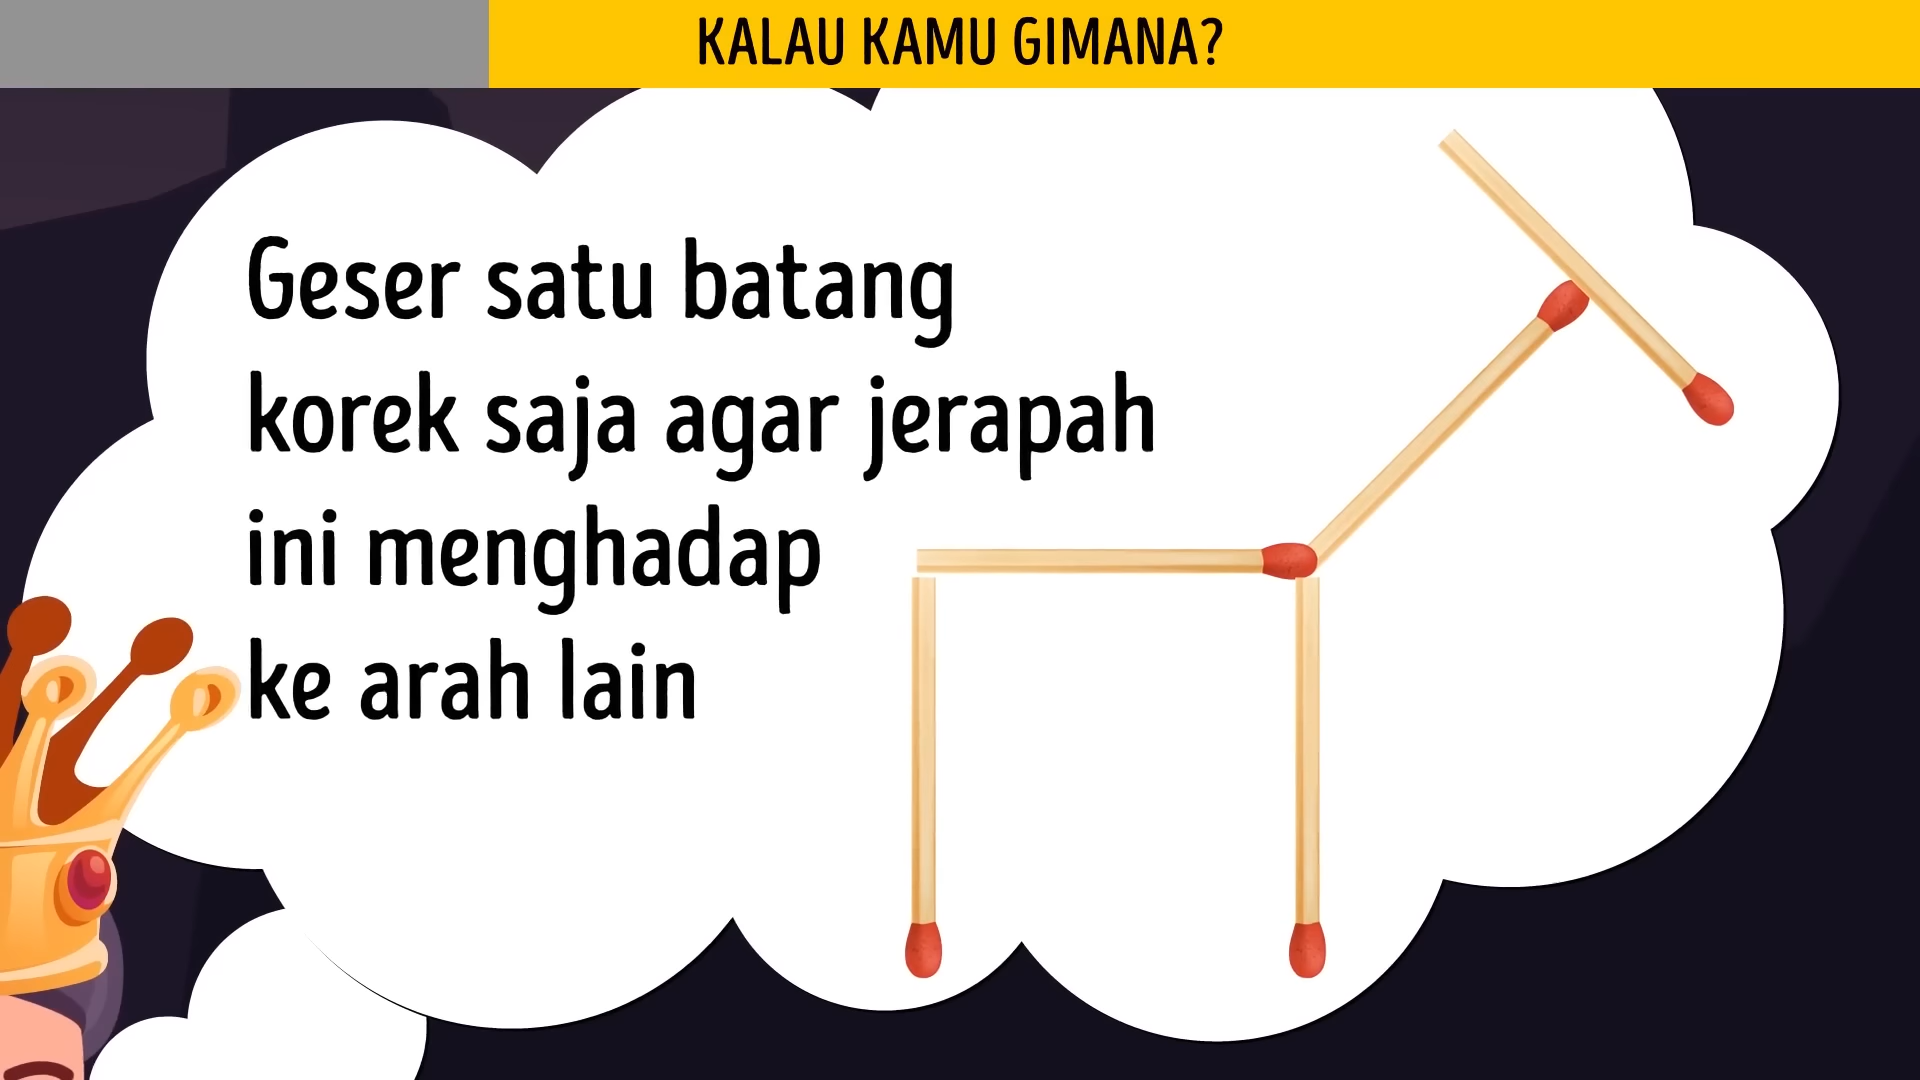 KALAU KAMU GIMANA?
Geser satu batang
korek saja agar jerapah
ini menghadap
ke arah lain